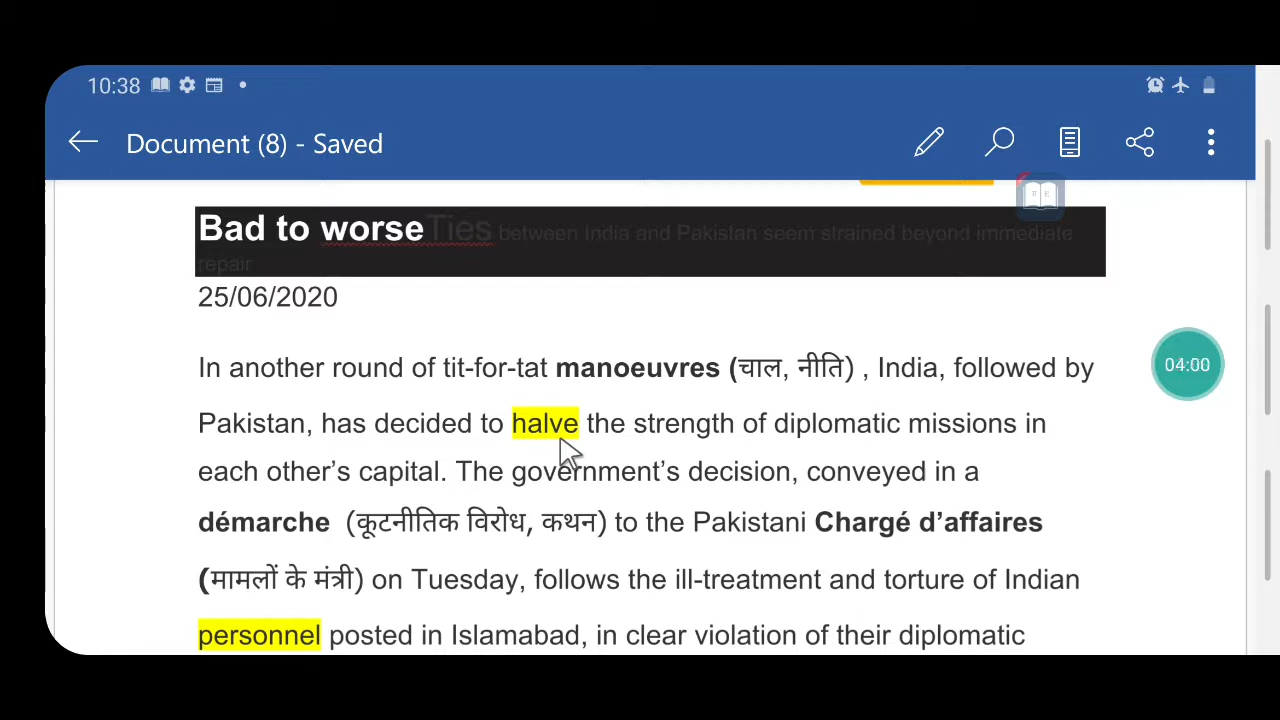 10:38
Document (8) - Saved
Bad to worseTies between India and Pakistan seem strained beyond immediate
repair
25/06/2020
In another round of tit-for-tat manoeuvres (चाल, नीति) , India, followed by
04:00
Pakistan, has decided to halve the strength of diplomatic missions in
each other’s capital. The government’s decision, conveyed in a
démarche (कूटनीतिक विरोध, कथन) to the Pakistani Chargé d’affaires
(मामलों के मंत्री) on Tuesday, follows the ill-treatment and torture of Indian
personnel posted in Islamabad, in clear violation of their diplomatic